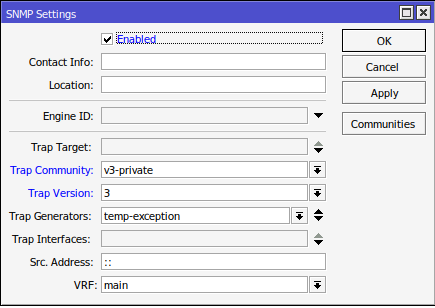 SNMP Settings
Enabled
OK
Contact Info:
Cancel
Location:
Apply
Engine ID:
Communities
Trap Target:
Trap Community: v3-private
Trap Version: 3
Trap Generators: temp-exception
Trap Interfaces:
Src. Address: ::
VRF: main